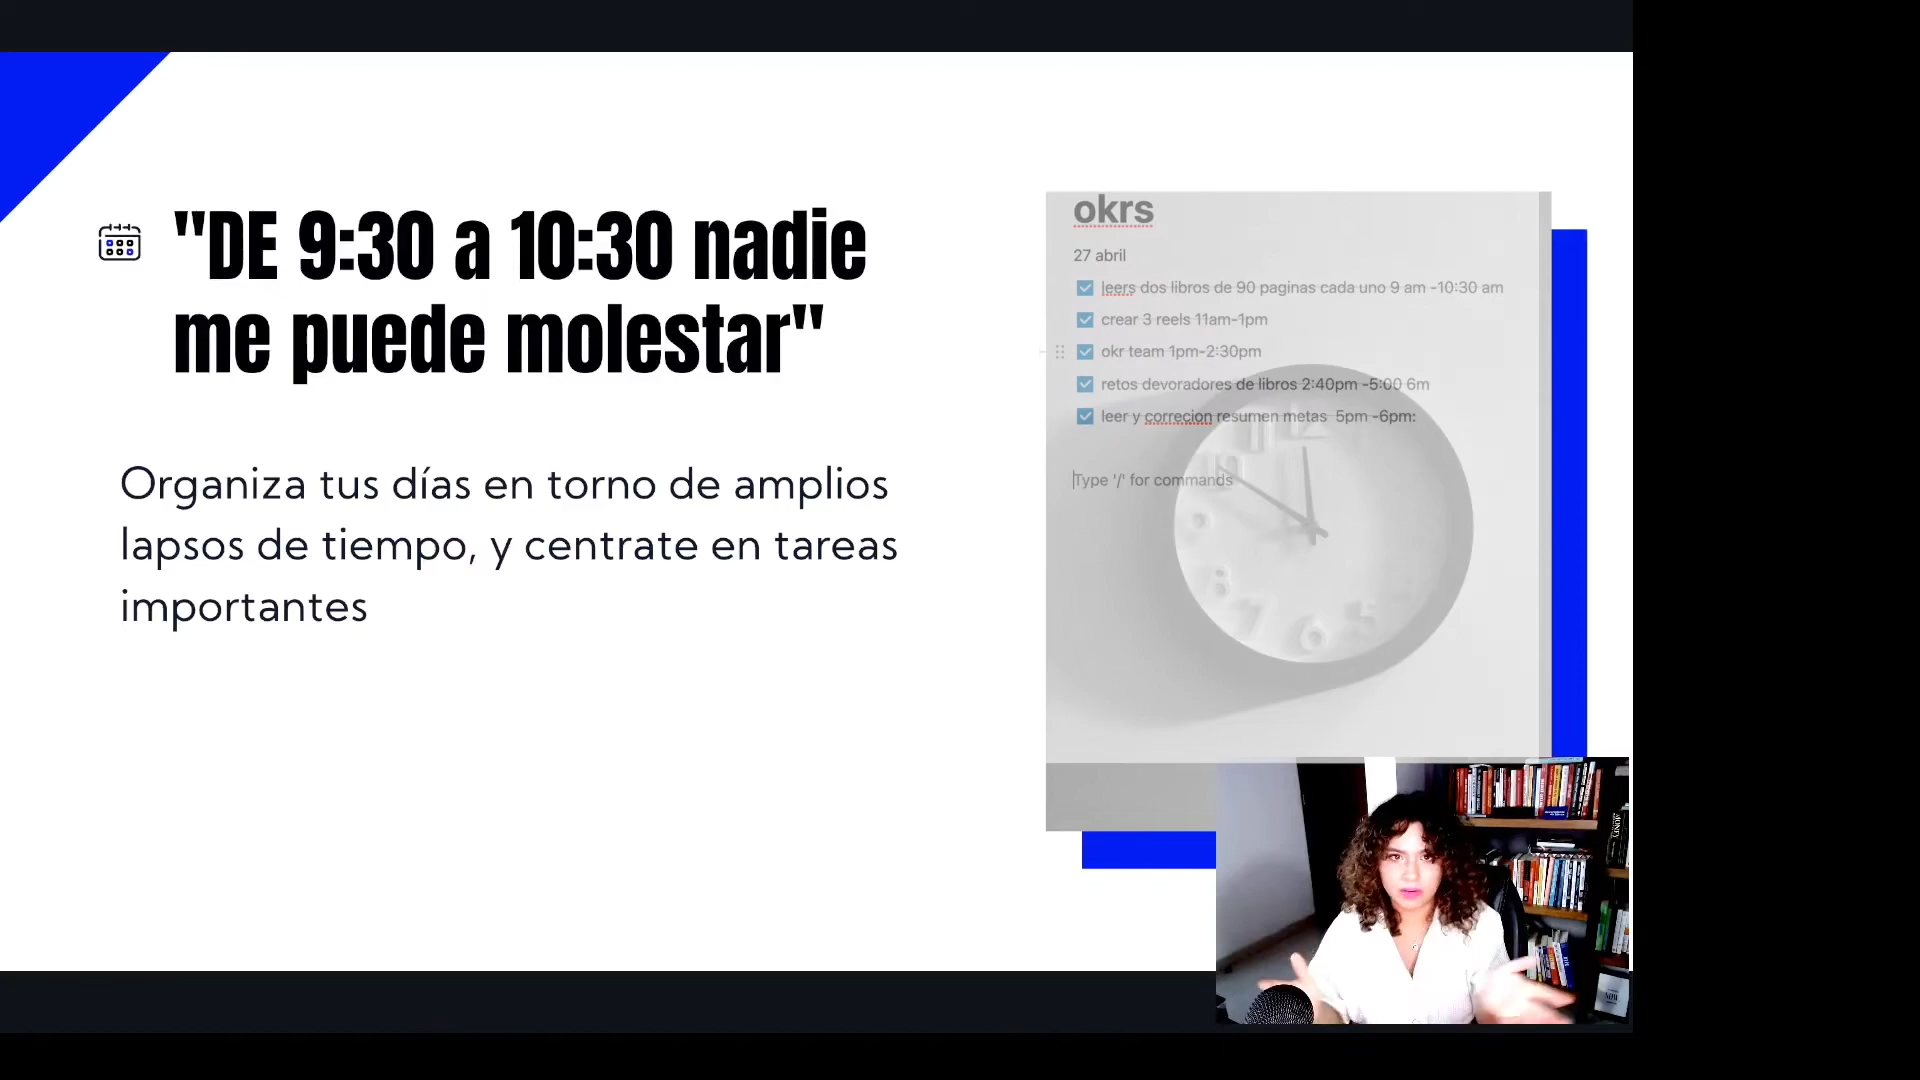 "DE 9:30 a 10:30 nadie
me puede molestar"
Organiza tus días en torno de amplios
lapsos de tiempo, y centrate en tareas
importantes
okrs
27 abril
leers dos libros de 90 paginas cada uno 9 am -10:30 am
crear 3 reels 11am-1pm
okr team 1pm-2:30pm
retos devoradores de libros 2:40pm -5:00 6m
leer y correcion resumen metas 5pm -6pm:
Type '/' for commands